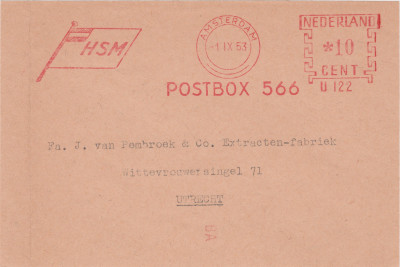 HSM
AMSTERDAM
-1 IX 53
POSTBOX 566
NEDERLAND
*10
CENT
U 122
Fa. J. van Hembroek & Co. Extracten-fabriek
Wittevrouwensingel 71
UTRECHT